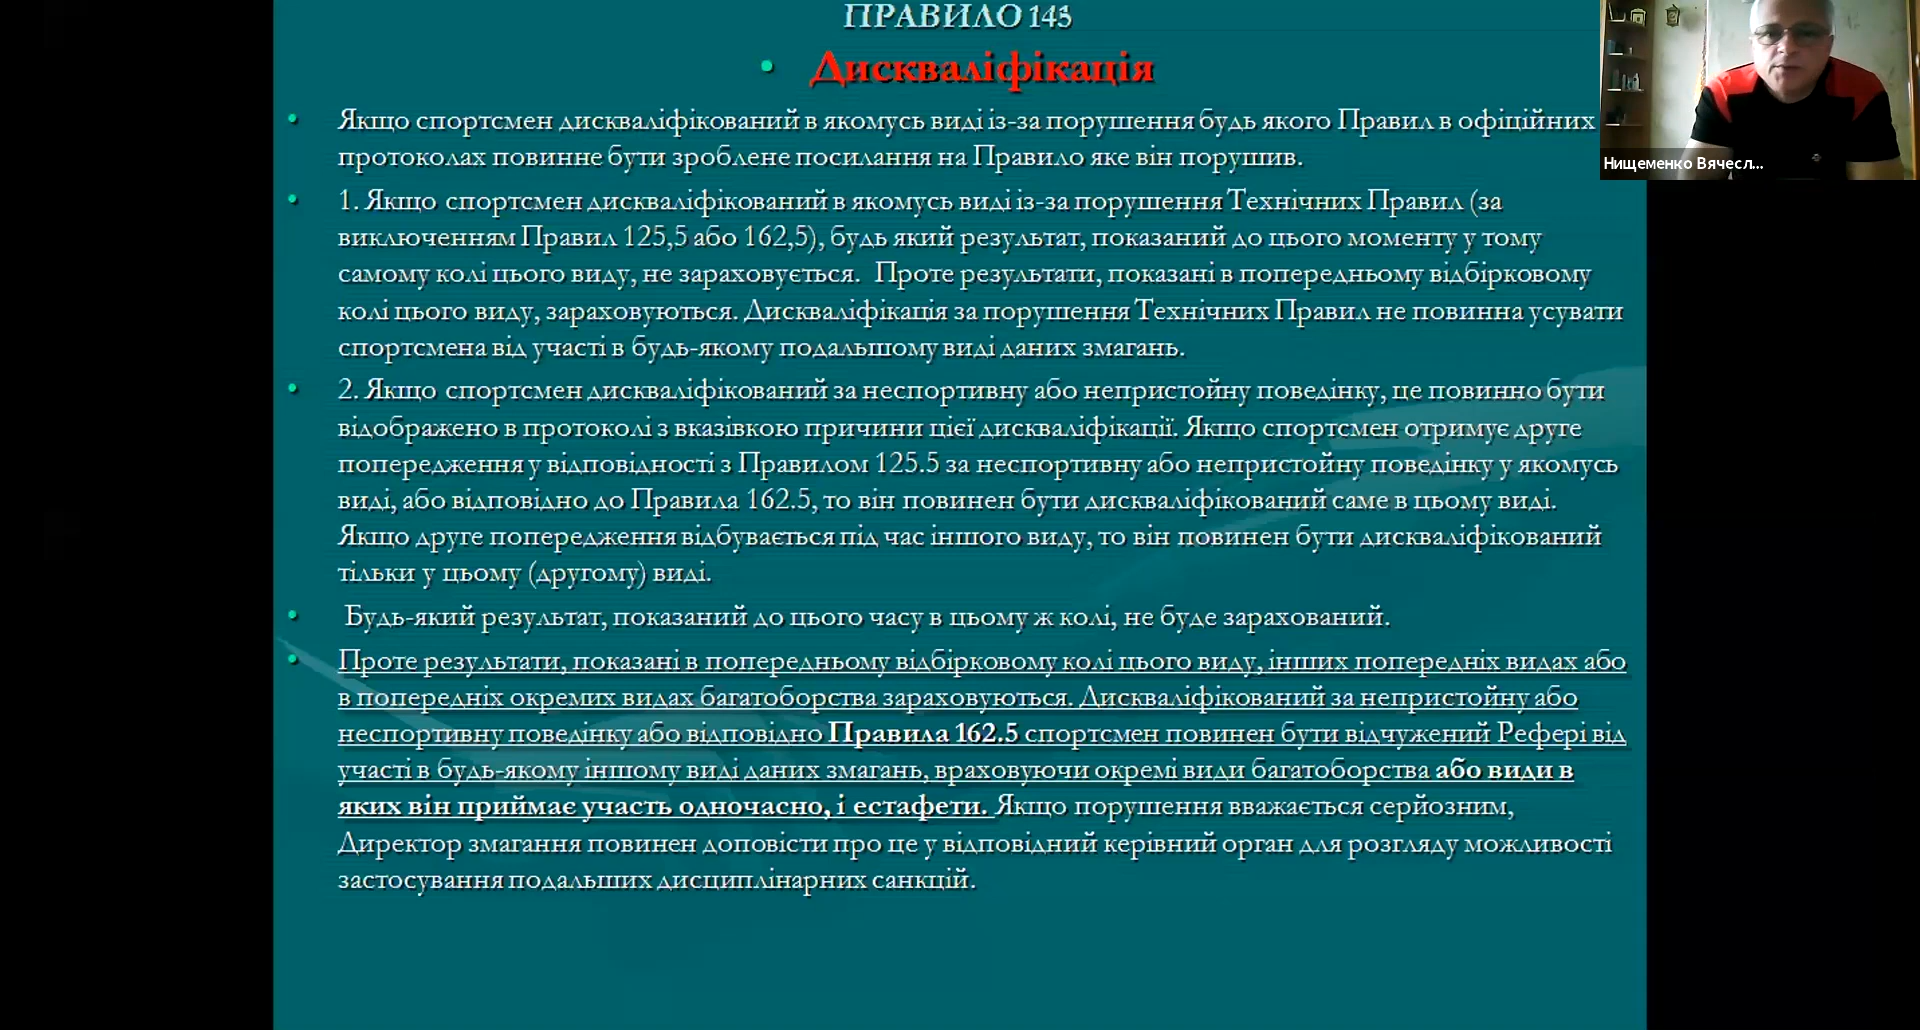 ПРАВИЛО 145
• Дискваліфікація
• Якщо спортсмен дискваліфікований в якомусь виді із-за порушення будь якого Правил в офіційних
протоколах повинне бути зроблене посилання на Правило яке він порушив.
• 1. Якщо спортсмен дискваліфікований в якомусь виді із-за порушення Технічних Правил (за
виключенням Правил 125,5 або 162,5), будь який результат, показаний до цього моменту у тому
самому колі цього виду, не зараховується. Проте результати, показані в попередньому відбірковому
колі цього виду, зараховуються. Дискваліфікація за порушення Технічних Правил не повинна усувати
спортсмена від участі в будь-якому подальшому виді даних змагань.
• 2. Якщо спортсмен дискваліфікований за неспортивну або непристойну поведінку, це повинно бути
відображено в протоколі з вказівкою причини цієї дискваліфікації. Якщо спортсмен отримує друге
попередження у відповідності з Правилом 125.5 за неспортивну або непристойну поведінку у якомусь
виді, або відповідно до Правила 162.5, то він повинен бути дискваліфікований саме в цьому виді.
Якщо друге попередження відбувається під час іншого виду, то він повинен бути дискваліфікований
тільки у цьому (другому) виді.
• Будь-який результат, показаний до цього часу в цьому ж колі, не буде зарахований.
• Проте результати, показані в попередньому відбірковому колі цього виду, інших попередніх видах або
в попередніх окремих видах багатоборства зараховуються. Дискваліфікований за непристойну або
неспортивну поведінку або відповідно Правила 162.5 спортсмен повинен бути відчужений Рефері від
участі в будь-якому іншому виді даних змагань, враховуючи окремі види багатоборства або види в
яких він приймає участь одночасно, і естафети. Якщо порушення вважається серйозним,
Директор змагання повинен доповісти про це у відповідний керівний орган для розгляду можливості
застосування подальших дисциплінарних санкцій.
Нищеменко Вячесл...